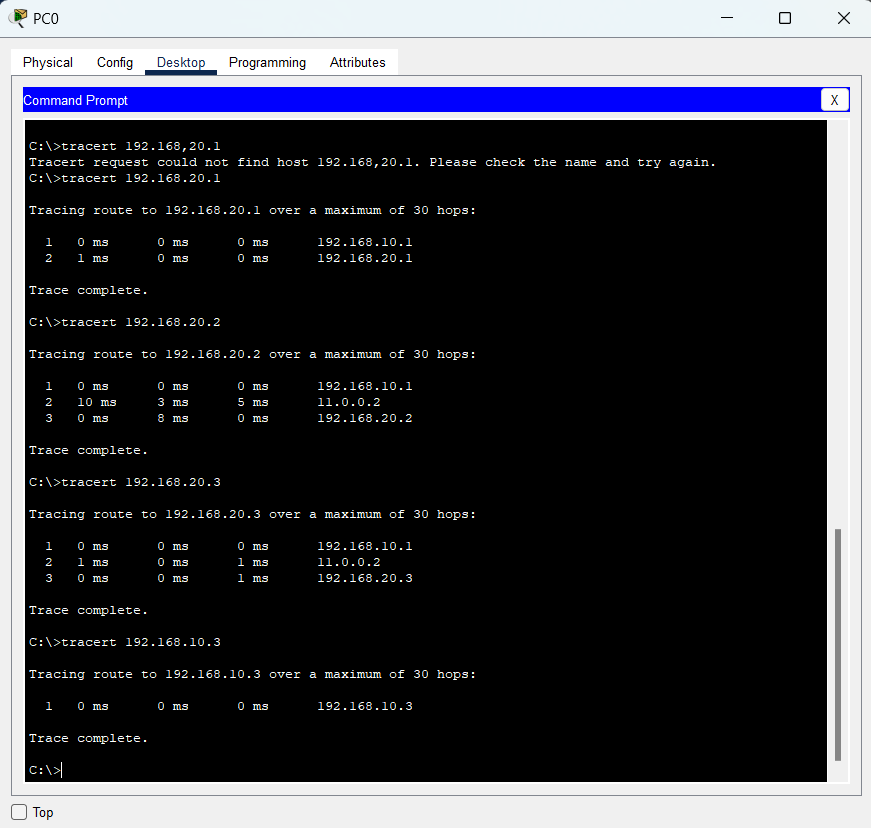 PC0
Physical Config Desktop Programming Attributes
Command Prompt X
C:\>tracert 192.168,20.1
Tracert request could not find host 192.168,20.1. Please check the name and try again.
C:\>tracert 192.168.20.1
Tracing route to 192.168.20.1 over a maximum of 30 hops:
1 0 ms 0 ms 0 ms 192.168.10.1
2 1 ms 0 ms 0 ms 192.168.20.1
Trace complete.
C:\>tracert 192.168.20.2
Tracing route to 192.168.20.2 over a maximum of 30 hops:
1 0 ms 0 ms 0 ms 192.168.10.1
2 10 ms 3 ms 5 ms 11.0.0.2
3 0 ms 8 ms 0 ms 192.168.20.2
Trace complete.
C:\>tracert 192.168.20.3
Tracing route to 192.168.20.3 over a maximum of 30 hops:
1 0 ms 0 ms 0 ms 192.168.10.1
2 1 ms 0 ms 1 ms 11.0.0.2
3 0 ms 0 ms 1 ms 192.168.20.3
Trace complete.
C:\>tracert 192.168.10.3
Tracing route to 192.168.10.3 over a maximum of 30 hops:
1 0 ms 0 ms 0 ms 192.168.10.3
Trace complete.
C:\>
Top